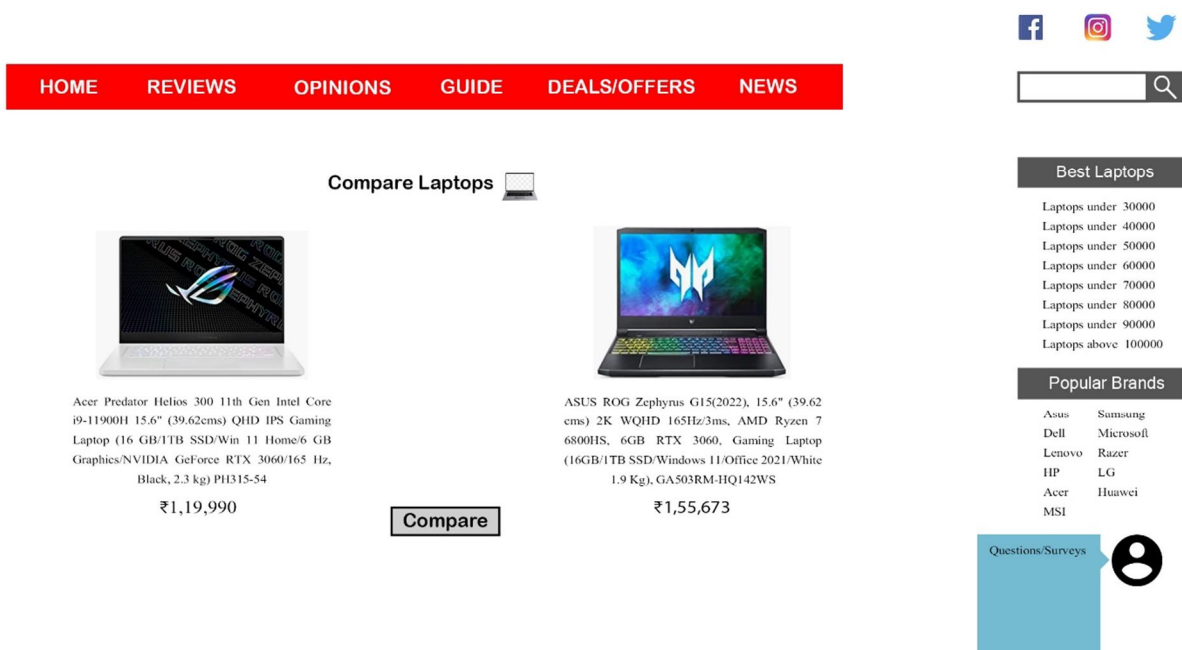 HOME REVIEWS OPINIONS GUIDE DEALS/OFFERS NEWS
Compare Laptops
Acer Predator Helios 300 11th Gen Intel Core
i9-11900H 15.6" (39.62cms) QHD IPS Gaming
Laptop (16 GB/1TB SSD/Win 11 Home/6 GB
Graphics/NVIDIA GeForce RTX 3060/165 Hz,
Black, 2.3 kg) PH315-54
₹1,19,990
ASUS ROG Zephyrus G15(2022), 15.6" (39.62
cms) 2K WQHD 165Hz/3ms, AMD Ryzen 7
6800HS, 6GB RTX 3060, Gaming Laptop
(16GB/1TB SSD/Windows 11/Office 2021/White
1.9 Kg), GA503RM-HQ142WS
₹1,55,673
Compare
Best Laptops
Laptops under 30000
Laptops under 40000
Laptops under 50000
Laptops under 60000
Laptops under 70000
Laptops under 80000
Laptops under 90000
Laptops above 100000
Popular Brands
Asus Samsung
Dell Microsoft
Lenovo Razer
HP LG
Acer Huawei
MSI
Questions/Surveys